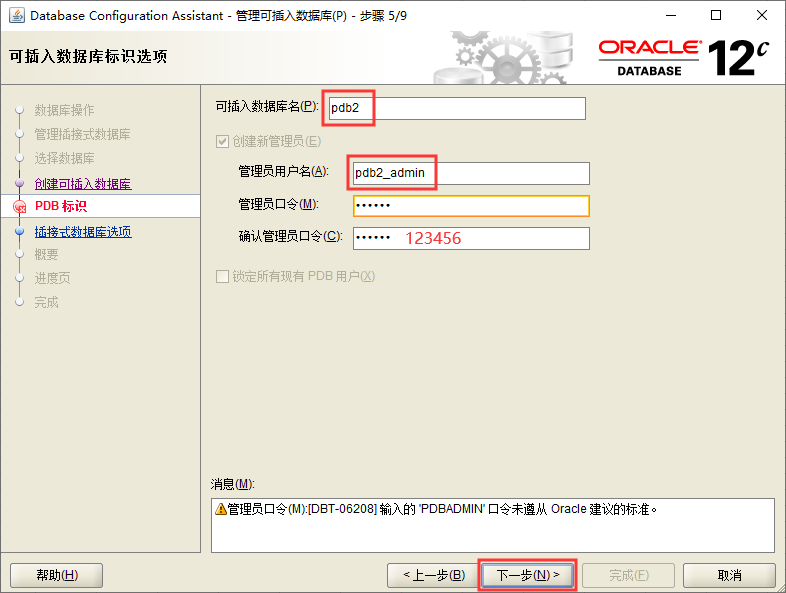 Database Configuration Assistant - 管理可插入数据库(P) - 步骤 5/9
可插入数据库标识选项
ORACLE
DATABASE
12c
数据库操作
管理插接式数据库
选择数据库
创建可插入数据库
PDB 标识
插接式数据库选项
概要
进度页
完成
可插入数据库名(P): pdb2
创建新管理员(E)
管理员用户名(A): pdb2_admin
管理员口令(M): ••••••
确认管理员口令(C): •••••• 123456
锁定所有现有 PDB 用户(X)
消息(M):
管理员口令(M):[DBT-06208] 输入的 'PDBADMIN' 口令未遵从 Oracle 建议的标准。
帮助(H)
< 上一步(B)
下一步(N) >
完成(F)
取消